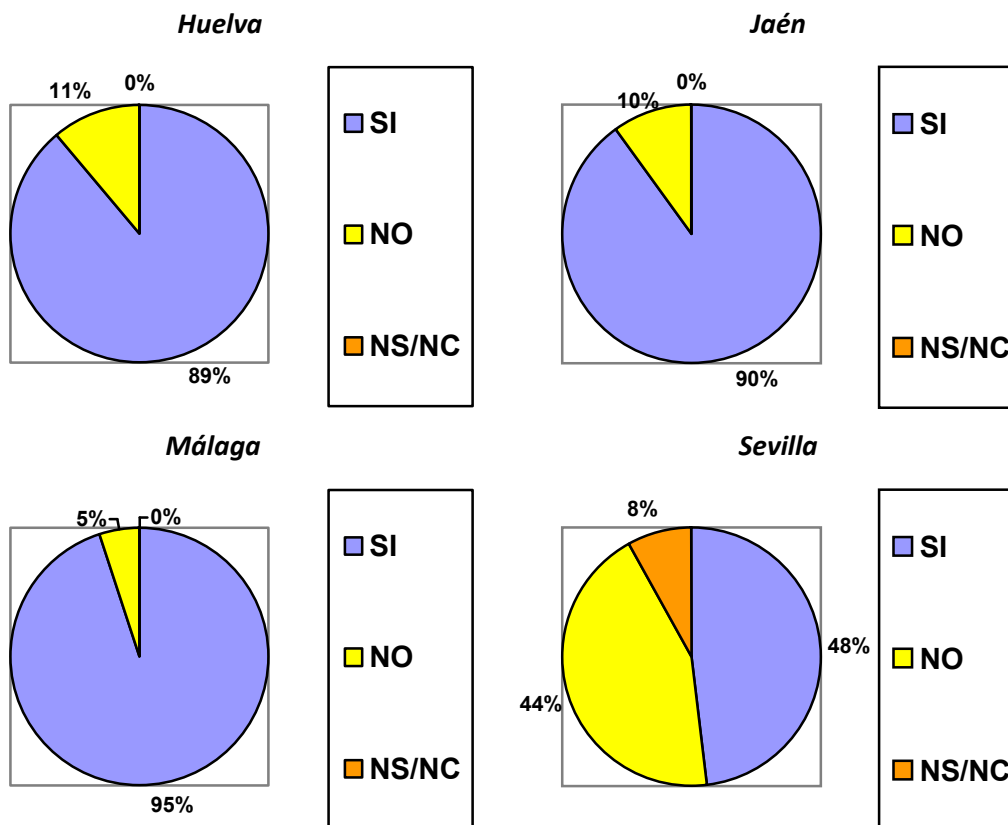 Huelva
11%
0%
89%
SI
NO
NS/NC
Jaén
10%
0%
90%
SI
NO
NS/NC
Málaga
5%
0%
95%
SI
NO
NS/NC
Sevilla
8%
48%
44%
SI
NO
NS/NC